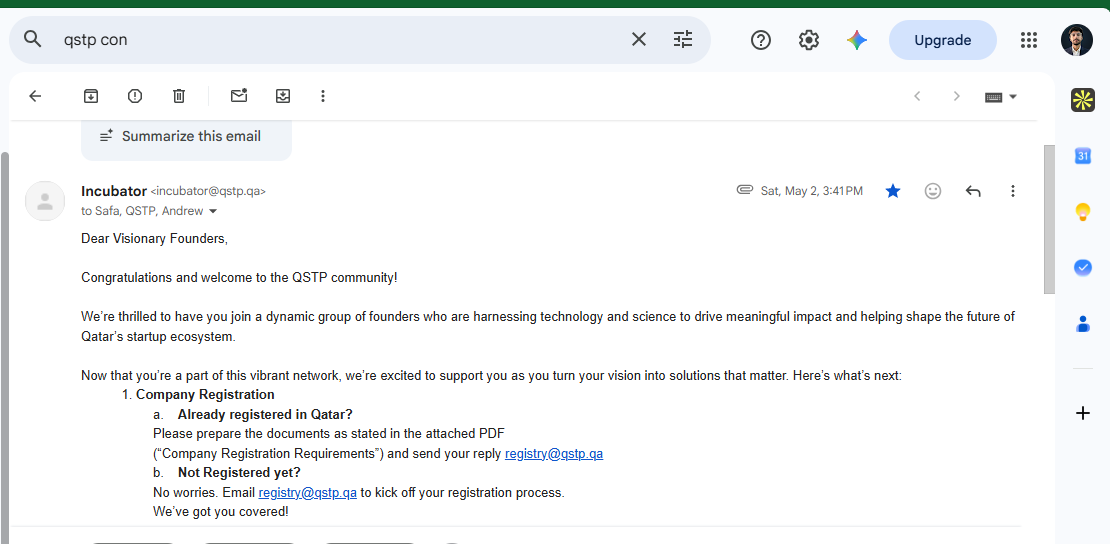 qstp con
Upgrade
Summarize this email
31
Incubator <incubator@qstp.qa>
Sat, May 2, 3:41 PM
to Safa, QSTP, Andrew
Dear Visionary Founders,
Congratulations and welcome to the QSTP community!
We’re thrilled to have you join a dynamic group of founders who are harnessing technology and science to drive meaningful impact and helping shape the future of
Qatar’s startup ecosystem.
Now that you’re a part of this vibrant network, we’re excited to support you as you turn your vision into solutions that matter. Here’s what’s next:
1. Company Registration
a. Already registered in Qatar?
Please prepare the documents as stated in the attached PDF
(“Company Registration Requirements”) and send your reply registry@qstp.qa
b. Not Registered yet?
No worries. Email registry@qstp.qa to kick off your registration process.
We’ve got you covered!